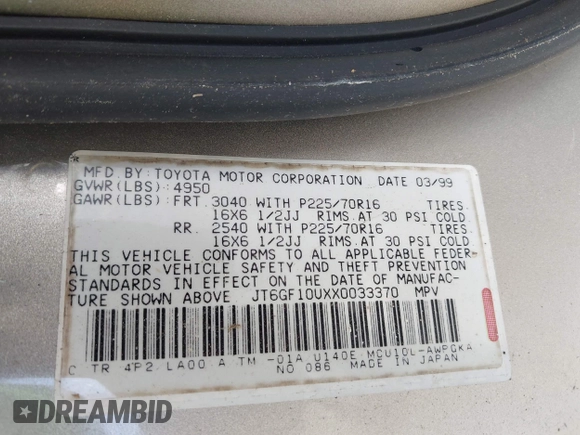 MFD. BY: TOYOTA MOTOR CORPORATION DATE 03/99
GVWR(LBS):4950
GAWR(LBS):FRT. 3040 WITH P225/70R16 TIRES.
16X6 1/2JJ RIMS. AT 30 PSI COLD
RR. 2540 WITH P225/70R16 TIRES.
16X6 1/2JJ RIMS. AT 30 PSI COLD
THIS VEHICLE CONFORMS TO ALL APPLICABLE FEDER-
AL MOTOR VEHICLE SAFETY AND THEFT PREVENTION
STANDARDS IN EFFECT ON THE DATE OF MANUFAC-
TURE SHOWN ABOVE JT6GF10UXX0033370 MPV
C TR 4P2 LA00 A TM -01A U140E MCU10L-AWPGKA
NO 086 MADE IN JAPAN
DREAMBID